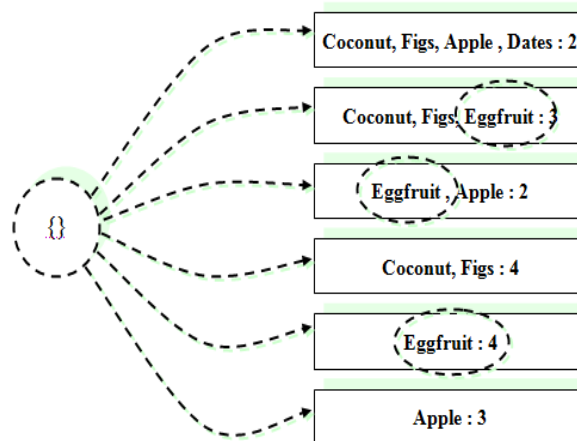 Coconut, Figs, Apple , Dates : 2
Coconut, Figs, Eggfruit : 3
Eggfruit , Apple : 2
{}
Coconut, Figs : 4
Eggfruit : 4
Apple : 3